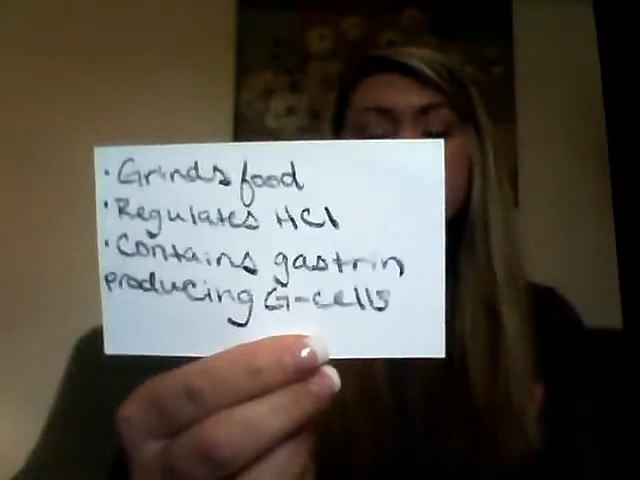 · Grinds food
· Regulates HCl
· Contains gastrin
producing G-cells